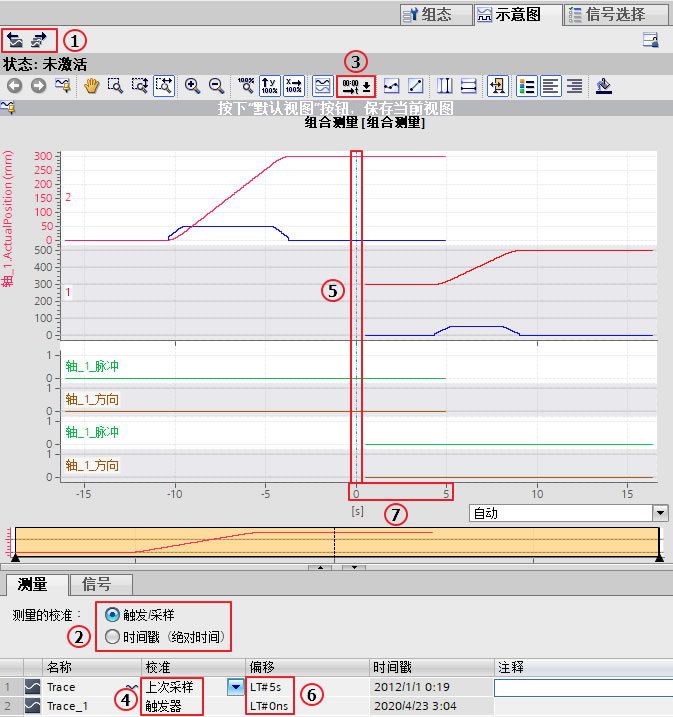 组态
示意图
信号选择
①
状态: 未激活
③
按下“默认视图”按钮，保存当前视图
组合测量 [组合测量]
轴_1.ActualPosition (mm)
300
250
200
150
100
50
0
2
500
400
300
200
100
0
1
⑤
1
0
轴_1_脉冲
1
0
轴_1_方向
1
0
轴_1_脉冲
1
0
轴_1_方向
-15
-10
-5
0
5
10
15
[s]
⑦
自动
测量
信号
测量的校准：
②
触发/采样
时间戳（绝对时间）
名称
校准
偏移
时间戳
注释
1
Trace
上次采样
LT#5s
2012/1/1 0:19
④
⑥
2
Trace_1
触发器
LT#0ns
2020/4/23 3:04